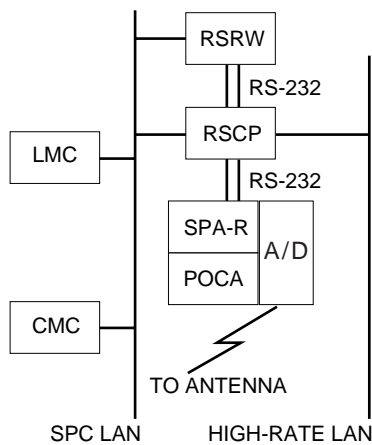 RSRW
RS-232
RSCP
LMC
RS-232
SPA-R
A/D
POCA
CMC
TO ANTENNA
SPC LAN
HIGH-RATE LAN